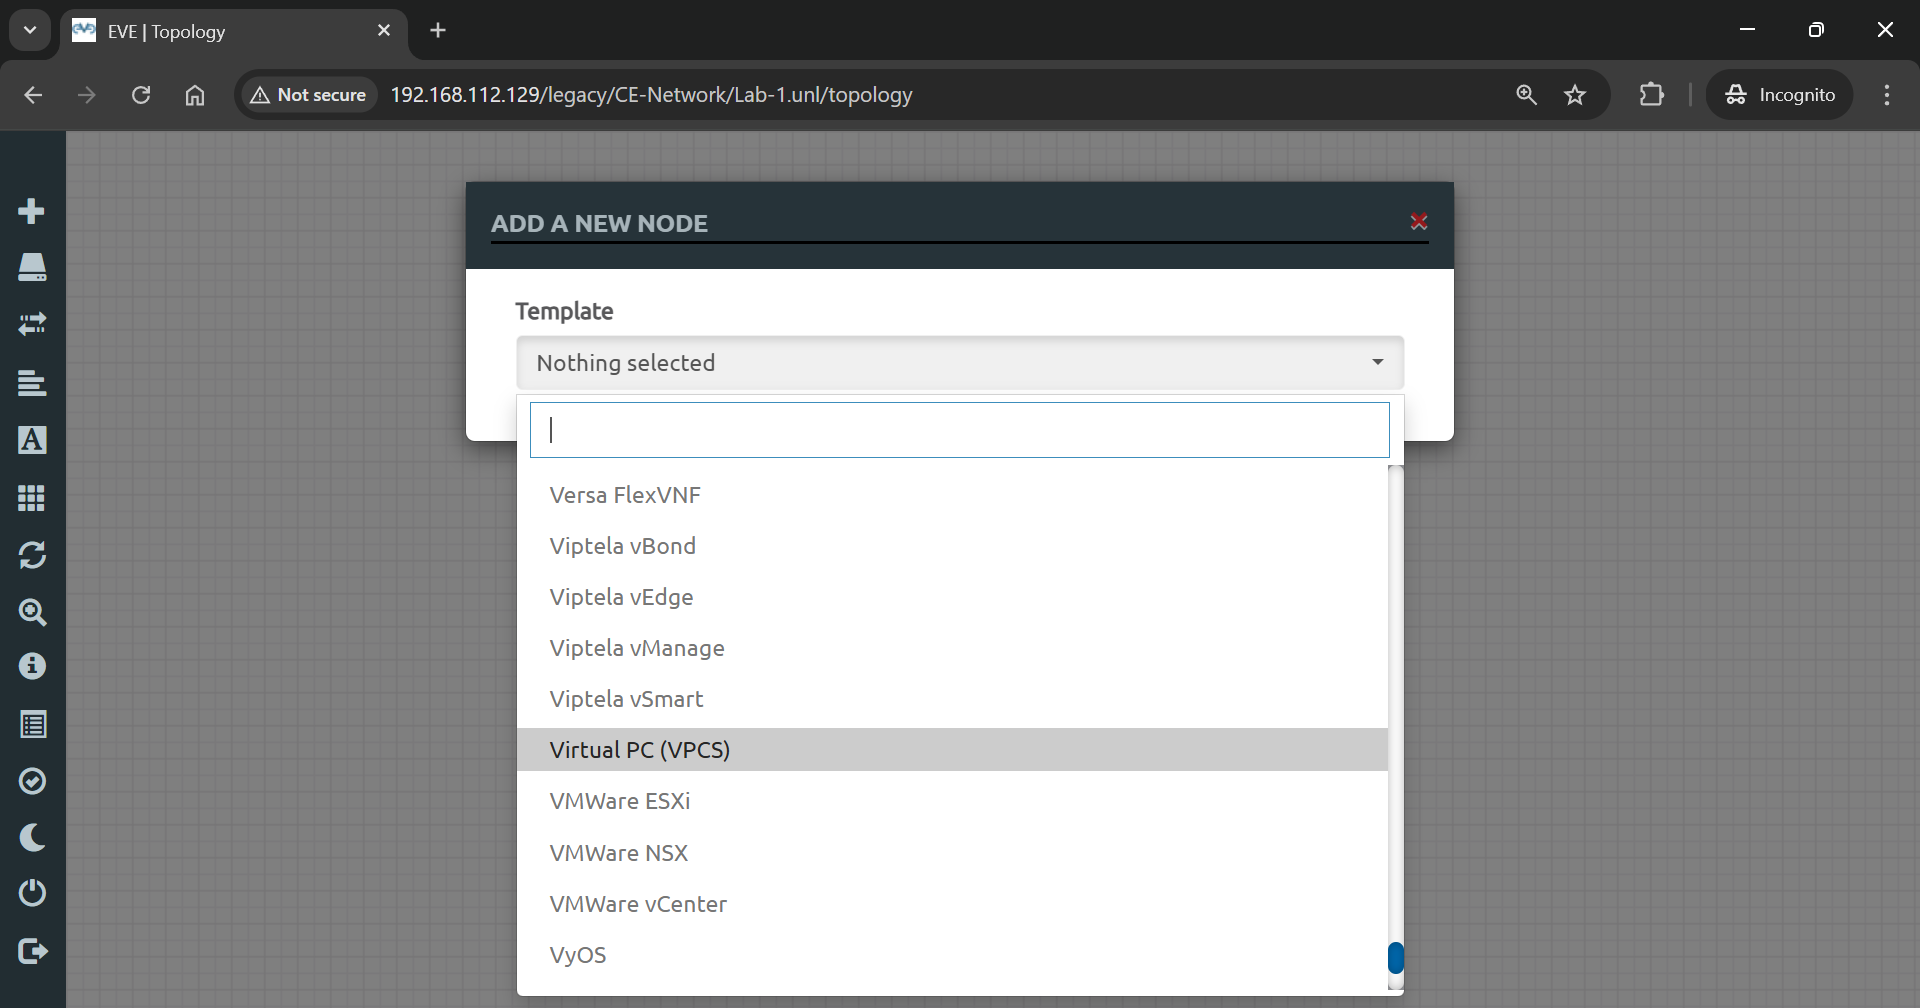 EVE | Topology
Not secure
192.168.112.129/legacy/CE-Network/Lab-1.unl/topology
Incognito
ADD A NEW NODE
Template
Nothing selected
Versa FlexVNF
Viptela vBond
Viptela vEdge
Viptela vManage
Viptela vSmart
Virtual PC (VPCS)
VMWare ESXi
VMWare NSX
VMWare vCenter
VyOS